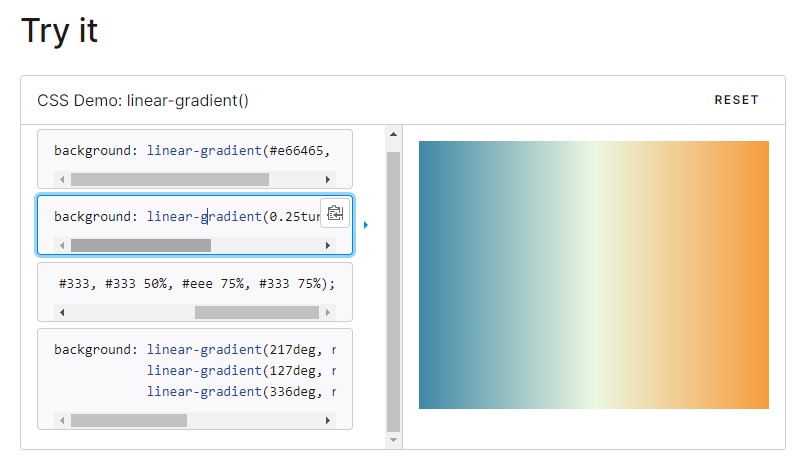 Try it
CSS Demo: linear-gradient()
RESET
background: linear-gradient(#e66465,
background: linear-gradient(0.25tur
#333, #333 50%, #eee 75%, #333 75%);
background: linear-gradient(217deg, r
linear-gradient(127deg, r
linear-gradient(336deg, r